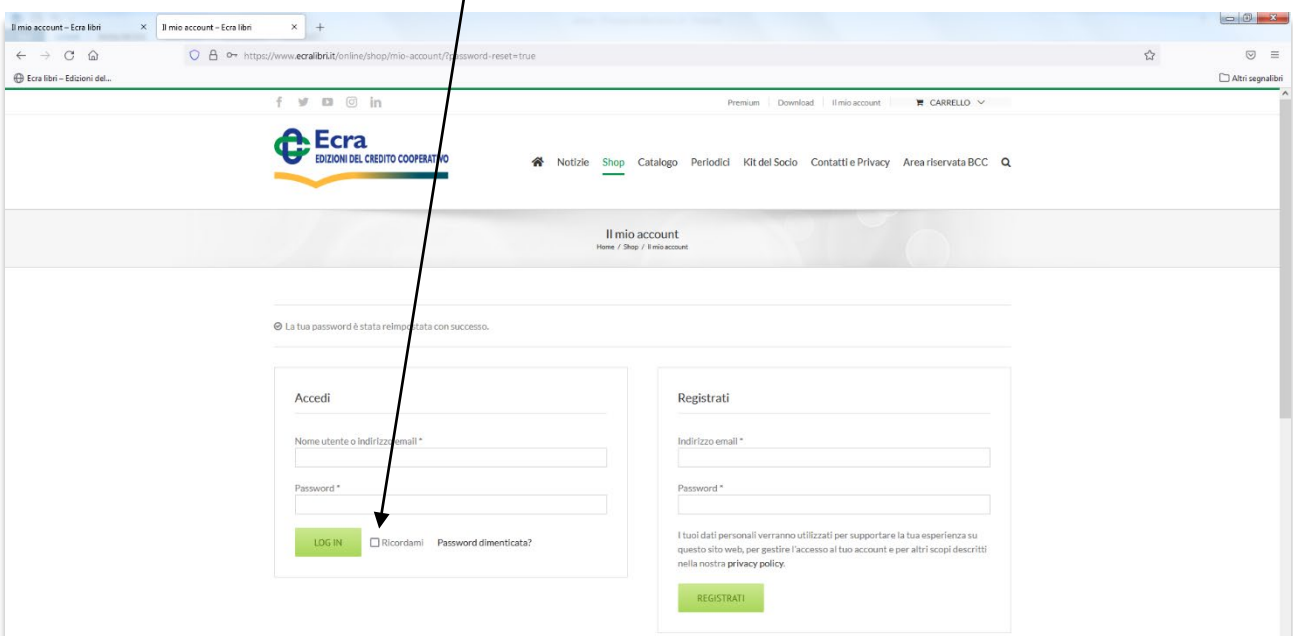 Il mio account – Ecra libri × Il mio account – Ecra libri × +
https://www.ecralibri.it/online/shop/mio-account/?password-reset=true
Ecra libri – Edizioni del... Altri segnalibri
Premium Download Il mio account CARRELLO
Ecra
EDIZIONI DEL CREDITO COOPERATIVO
Notizie Shop Catalogo Periodici Kit del Socio Contatti e Privacy Area riservata BCC
Il mio account
Home / Shop / Il mio account
La tua password è stata reimpostata con successo.
Accedi
Nome utente o indirizzo email *
Password *
LOG IN Ricordami Password dimenticata?
Registrati
Indirizzo email *
Password *
I tuoi dati personali verranno utilizzati per supportare la tua esperienza su
questo sito web, per gestire l'accesso al tuo account e per altri scopi descritti
nella nostra privacy policy.
REGISTRATI